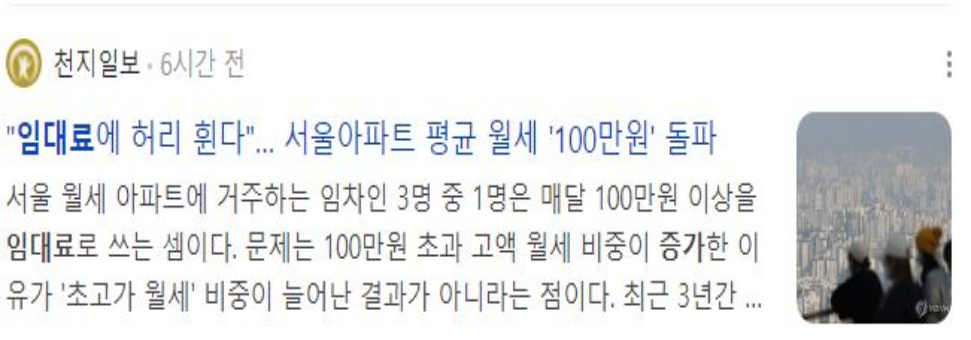 천지일보 · 6시간 전
"임대료에 허리 휜다"... 서울아파트 평균 월세 '100만원' 돌파
서울 월세 아파트에 거주하는 임차인 3명 중 1명은 매달 100만원 이상을
임대료로 쓰는 셈이다. 문제는 100만원 초과 고액 월세 비중이 증가한 이
유가 '초고가 월세' 비중이 늘어난 결과가 아니라는 점이다. 최근 3년간 ...